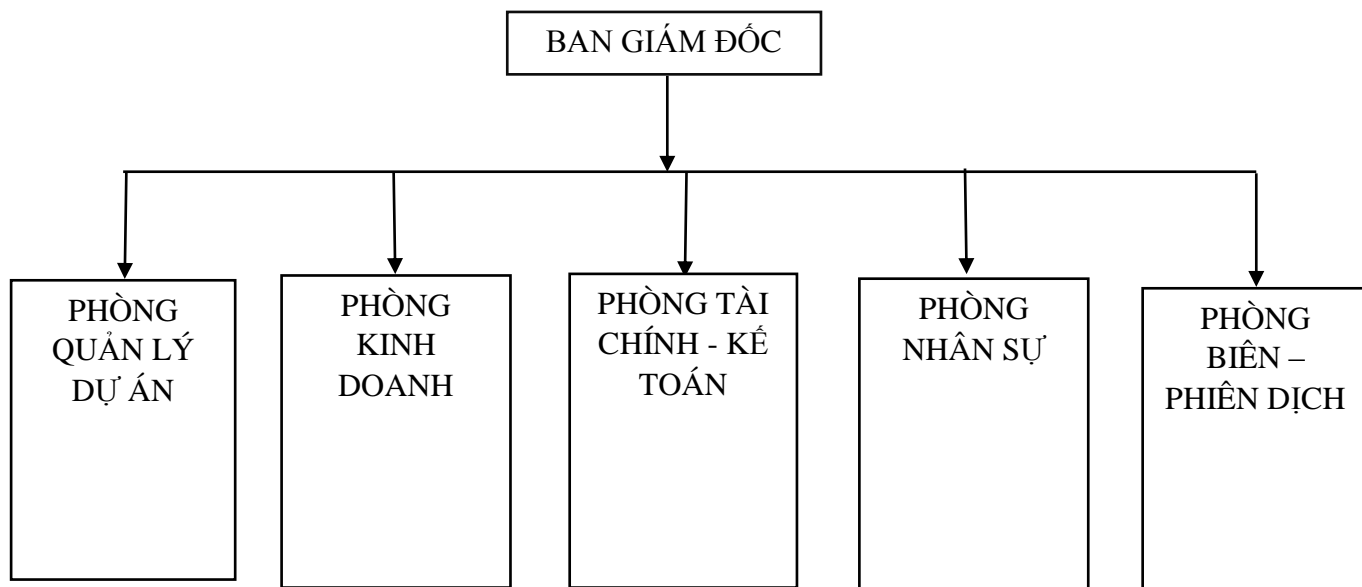 BAN GIÁM ĐỐC
PHÒNG
QUẢN LÝ
DỰ ÁN
PHÒNG
KINH
DOANH
PHÒNG TÀI
CHÍNH - KẾ
TOÁN
PHÒNG
NHÂN SỰ
PHÒNG
BIÊN –
PHIÊN DỊCH